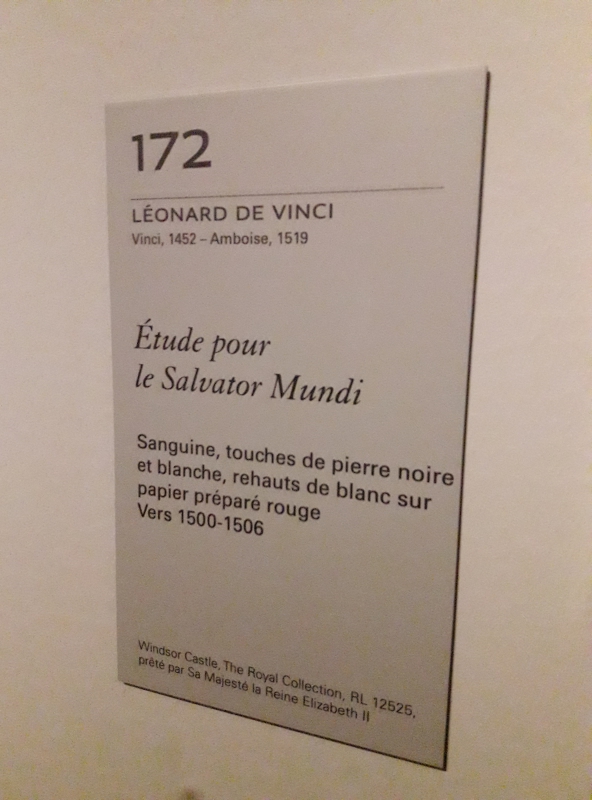 172
LÉONARD DE VINCI
Vinci, 1452 – Amboise, 1519
Étude pour
le Salvator Mundi
Sanguine, touches de pierre noire
et blanche, rehauts de blanc sur
papier préparé rouge
Vers 1500-1506
Windsor Castle, The Royal Collection, RL 12525,
prêté par Sa Majesté la Reine Elizabeth II